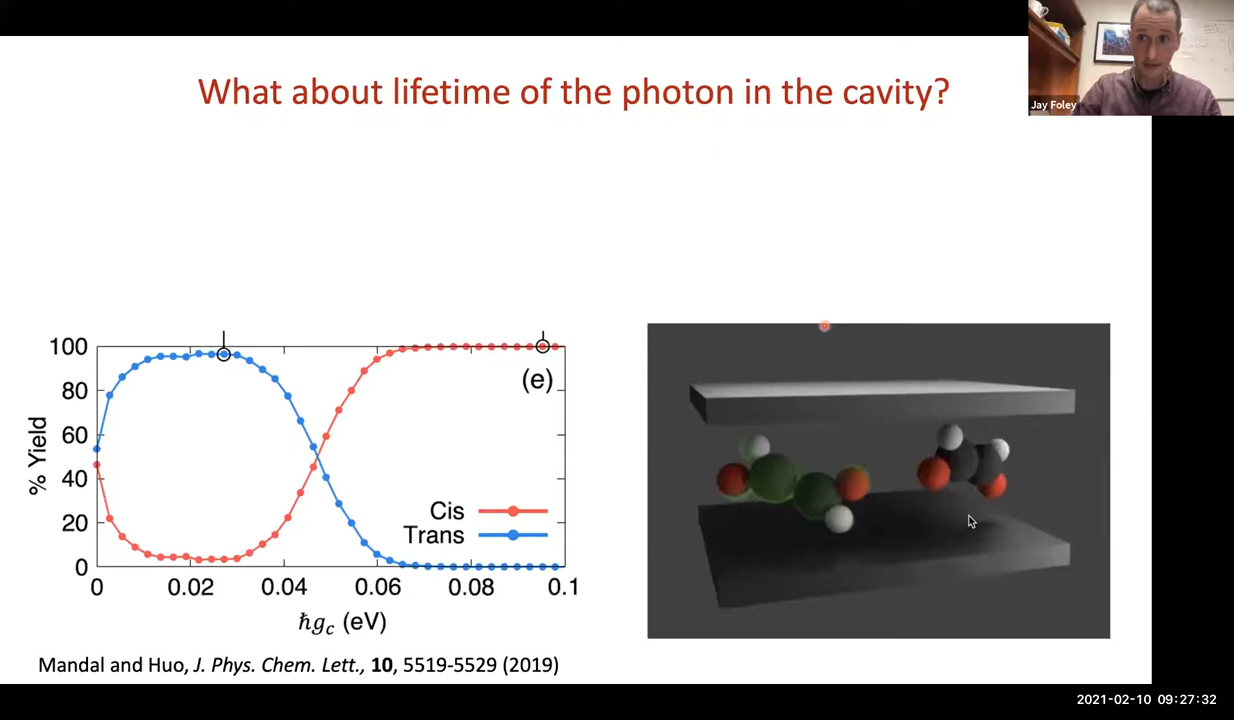 What about lifetime of the photon in the cavity?
Jay Foley
100
80
60
40
20
0
% Yield
(e)
Cis
Trans
0 0.02 0.04 0.06 0.08 0.1
ħg_c (eV)
Mandal and Huo, J. Phys. Chem. Lett., 10, 5519-5529 (2019)
2021-02-10 09:27:32